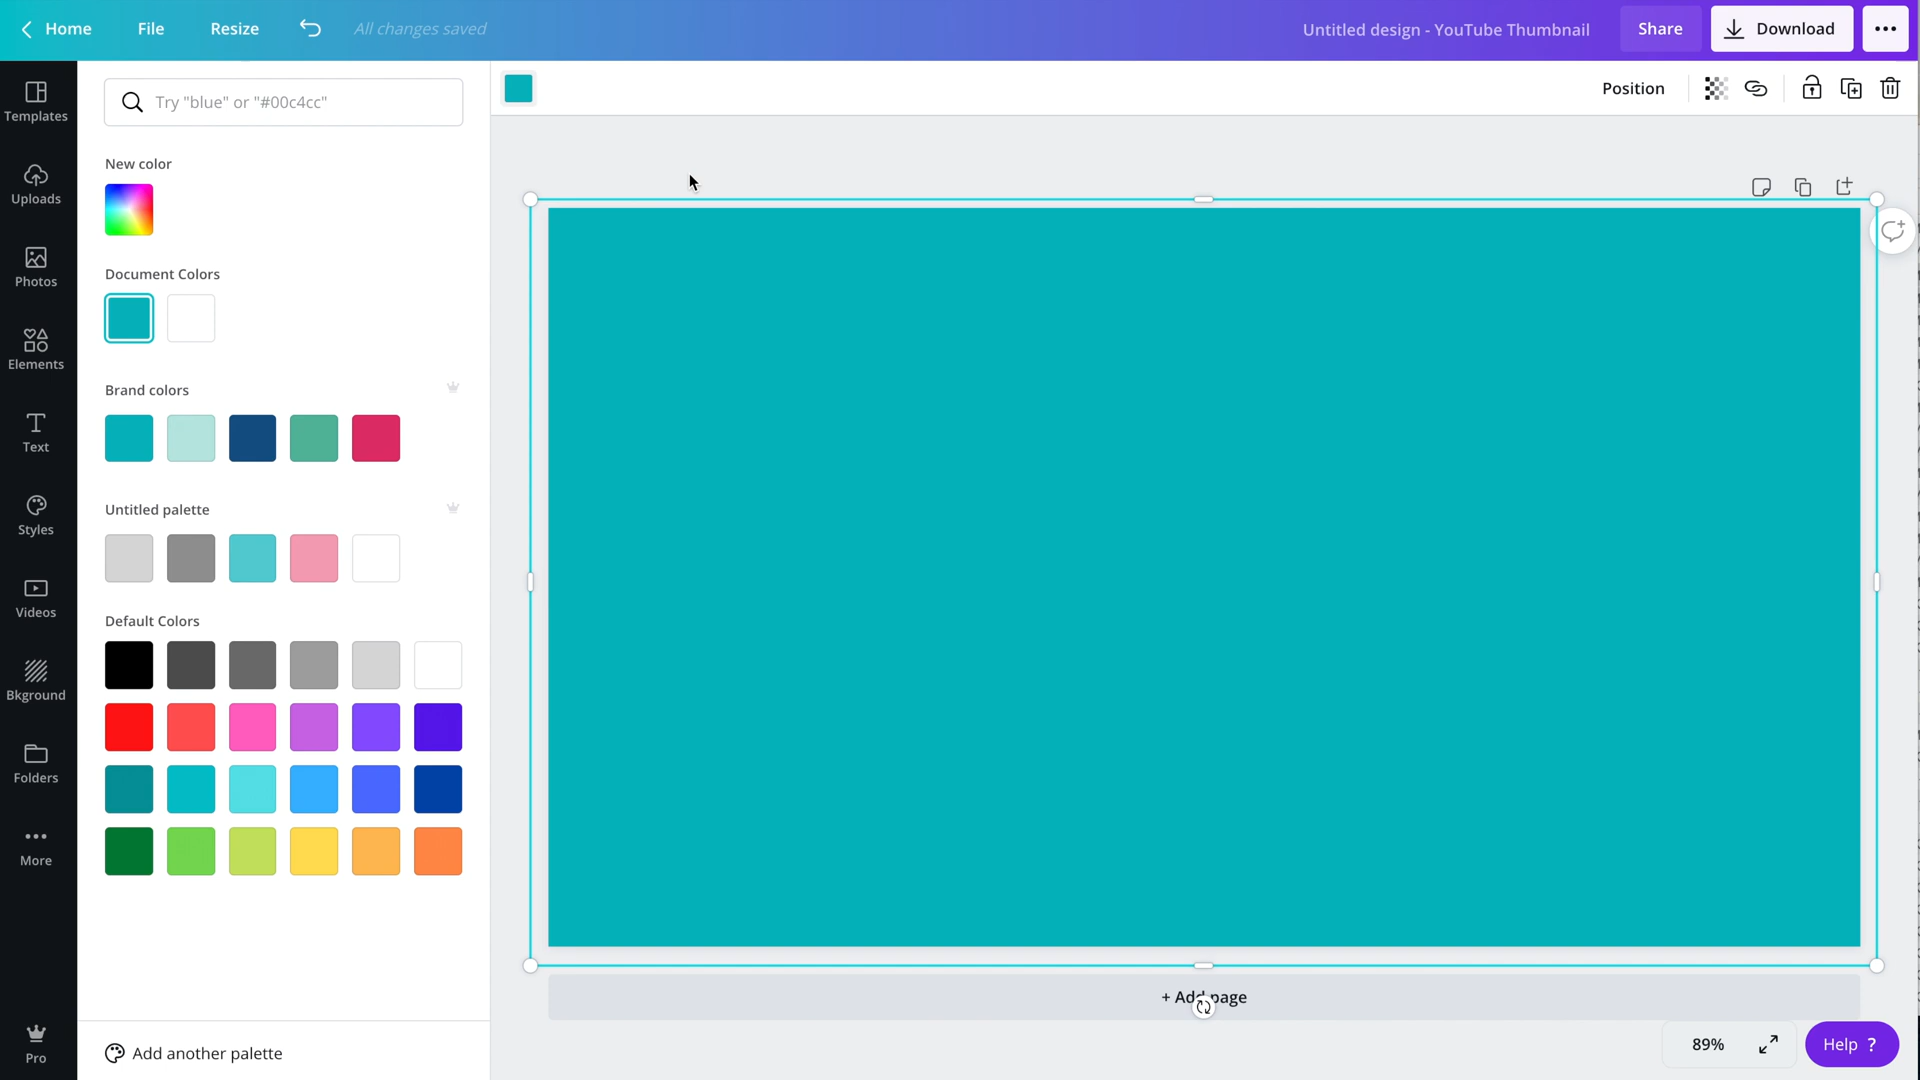 Home
File
Resize
All changes saved
Untitled design - YouTube Thumbnail
Share
Download
Templates
Uploads
Photos
Elements
Text
Styles
Videos
Bkground
Folders
More
Pro
Try "blue" or "#00c4cc"
New color
Document Colors
Brand colors
Untitled palette
Default Colors
Add another palette
Position
+ Add page
89%
Help ?